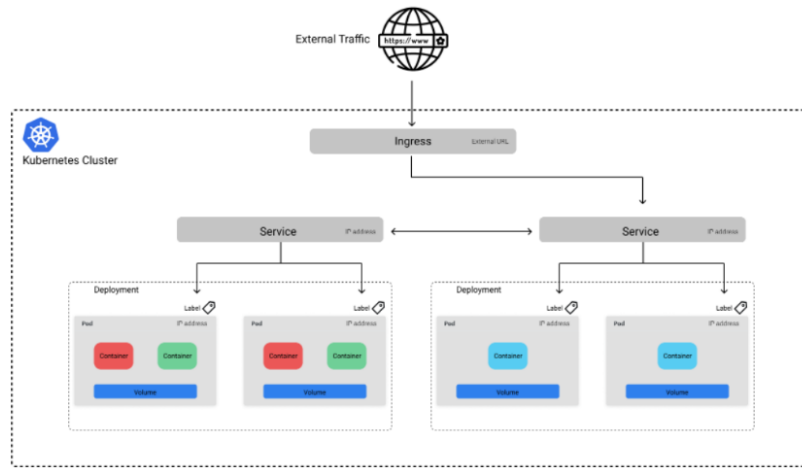 External Traffic
https://www
Kubernetes Cluster
Ingress
External URL
Service
IP address
Service
IP address
Deployment
Label
Label
Pod
IP address
Pod
IP address
Container
Container
Container
Container
Volume
Volume
Deployment
Label
Label
Pod
IP address
Pod
IP address
Container
Container
Volume
Volume